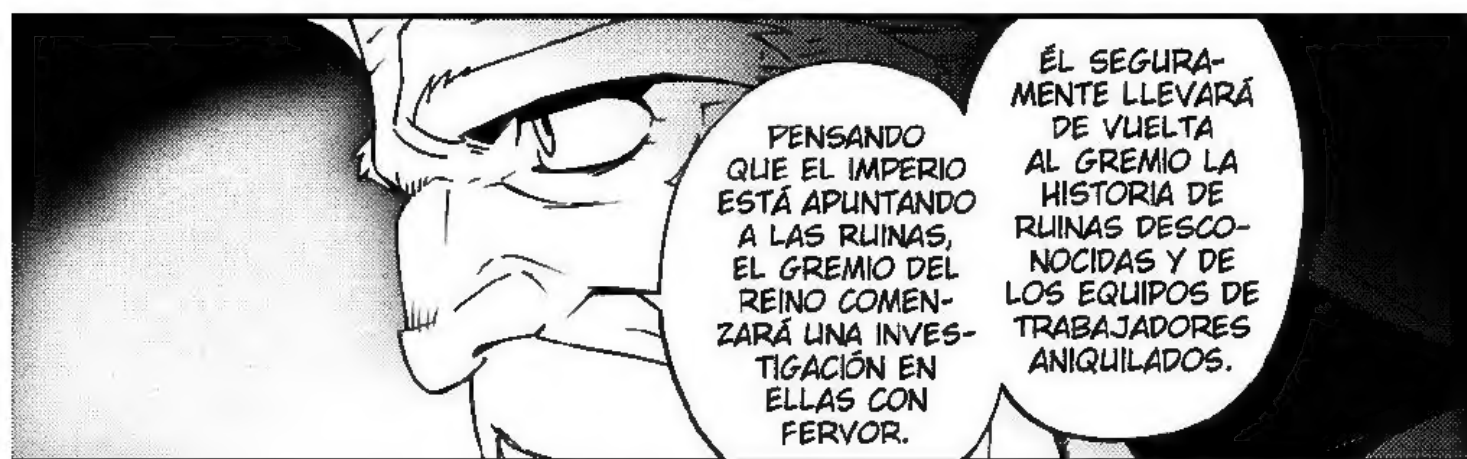 ÉL SEGURA-
MENTE LLEVARÁ
DE VUELTA
AL GREMIO LA
HISTORIA DE
RUINAS DESCO-
NOCIDAS Y DE
LOS EQUIPOS DE
TRABAJADORES
ANIQUILADOS.
PENSANDO
QUE EL IMPERIO
ESTÁ APUNTANDO
A LAS RUINAS,
EL GREMIO DEL
REINO COMEN-
ZARÁ UNA INVES-
TIGACIÓN EN
ELLAS CON
FERVOR.